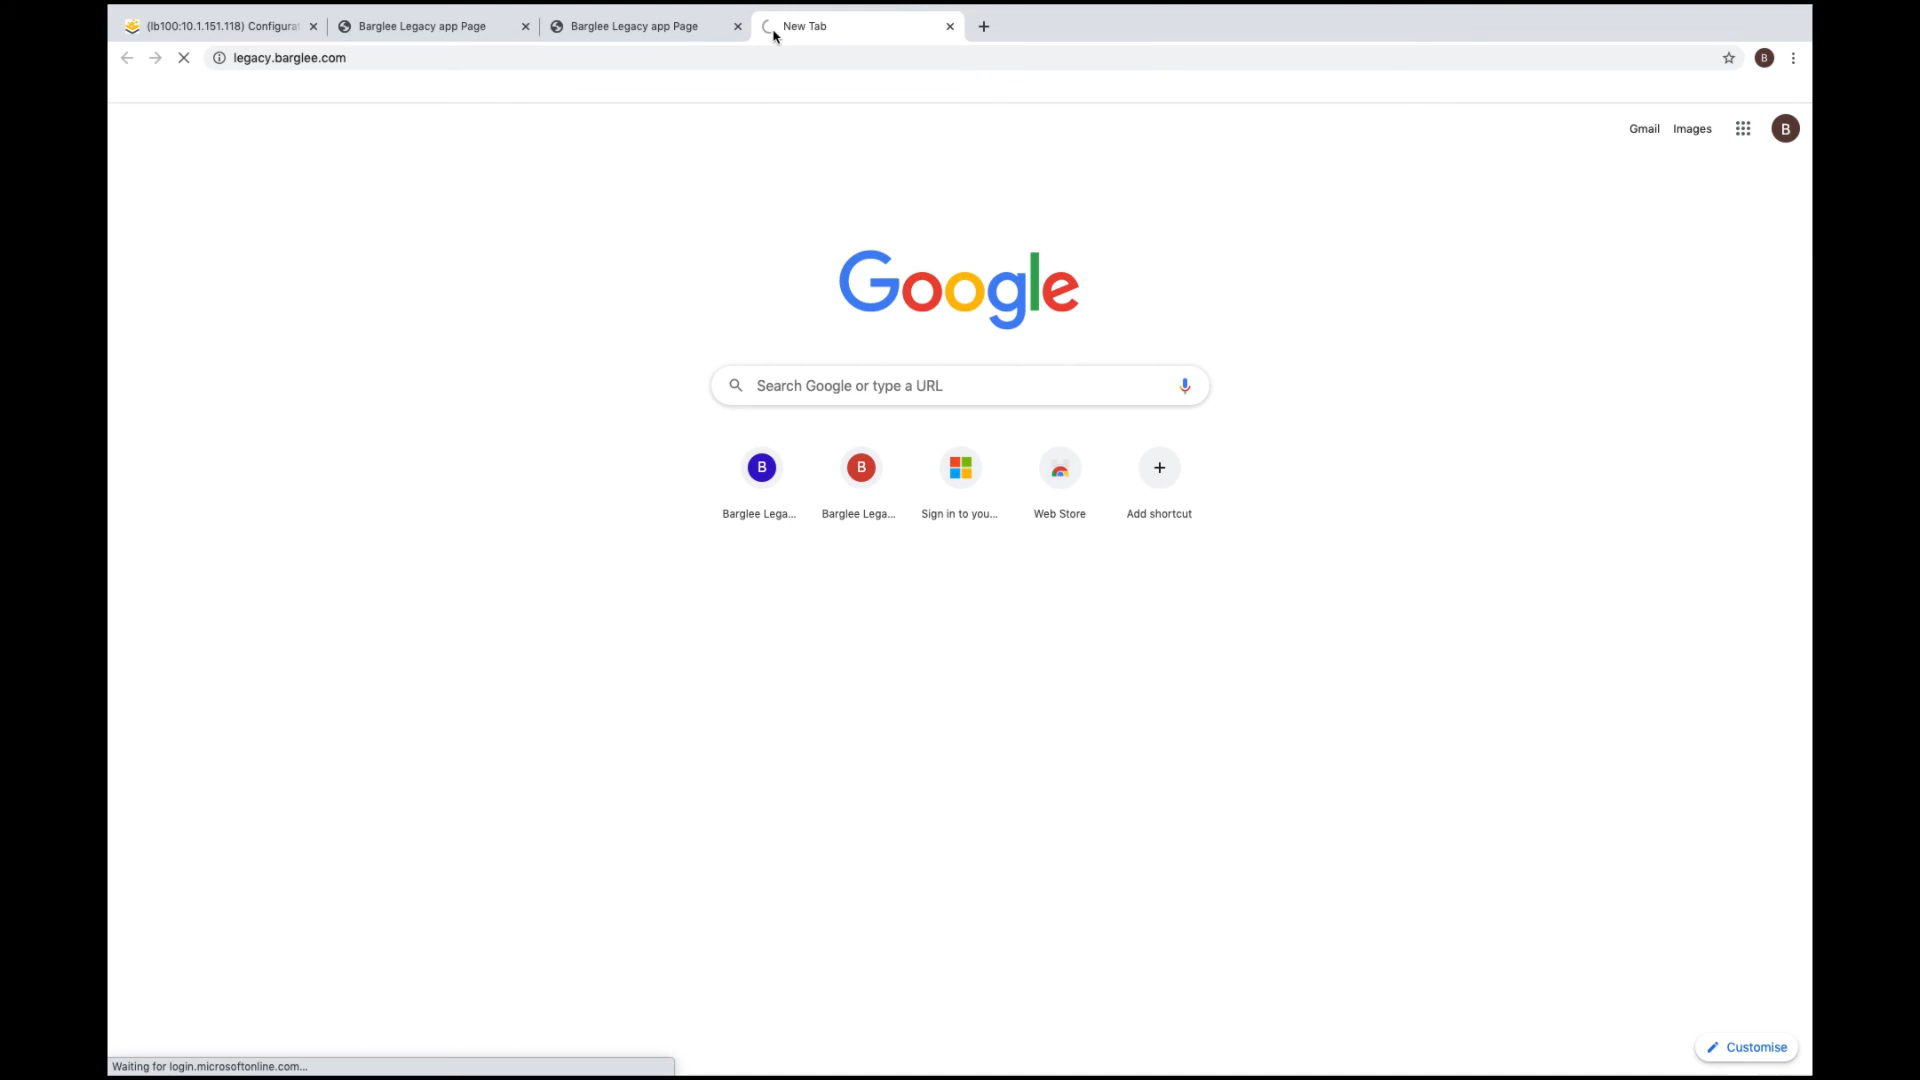 (lb100:10.1.151.118) Configurat
Barglee Legacy app Page
Barglee Legacy app Page
New Tab
legacy.barglee.com
B
Gmail
Images
B
Google
Search Google or type a URL
B
B
Barglee Lega...
Barglee Lega...
Sign in to you...
Web Store
Add shortcut
Customise
Waiting for login.microsoftonline.com...